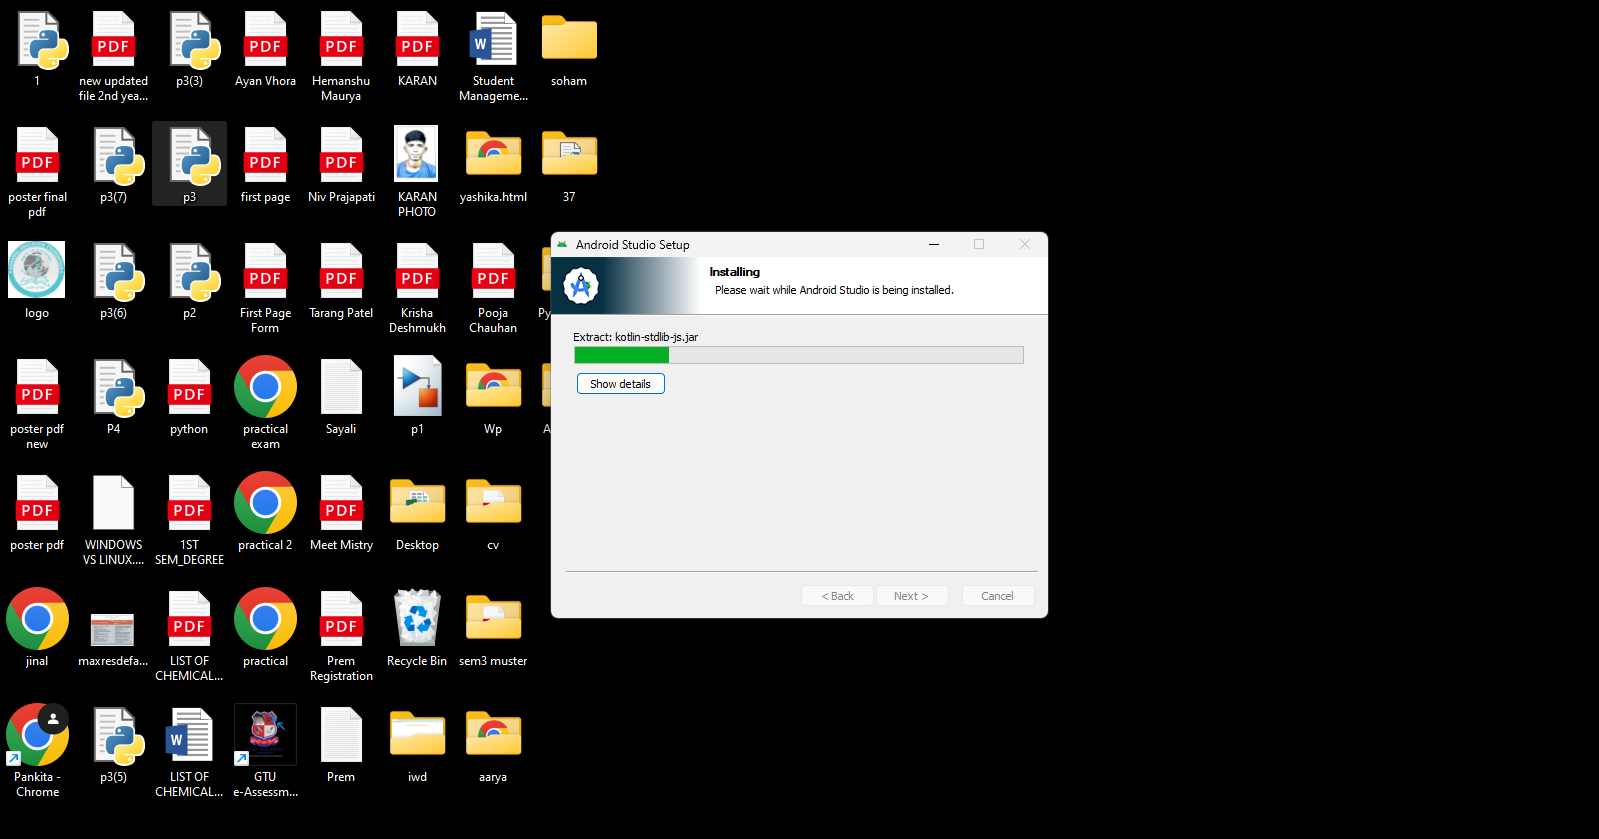 1
new updated
file 2nd yea...
p3(3)
Ayan Vhora
Hemanshu
Maurya
KARAN
Student
Manageme...
soham
poster final
pdf
p3(7)
p3
first page
Niv Prajapati
KARAN
PHOTO
yashika.html
37
logo
p3(6)
p2
First Page
Form
Tarang Patel
Krisha
Deshmukh
Pooja
Chauhan
Py
poster pdf
new
P4
python
practical
exam
Sayali
p1
Wp
A
poster pdf
WINDOWS
VS LINUX....
1ST
SEM_DEGREE
practical 2
Meet Mistry
Desktop
cv
jinal
maxresdefa...
LIST OF
CHEMICAL...
practical
Prem
Registration
Recycle Bin
sem3 muster
Pankita -
Chrome
p3(5)
LIST OF
CHEMICAL...
GTU
e-Assessm...
Prem
iwd
aarya
Android Studio Setup
Installing
Please wait while Android Studio is being installed.
Extract: kotlin-stdlib-js.jar
Show details
< Back
Next >
Cancel
PDF
PDF
PDF
PDF
W
PDF
PDF
PDF
PDF
PDF
PDF
PDF
PDF
PDF
PDF
PDF
PDF
PDF
PDF
W